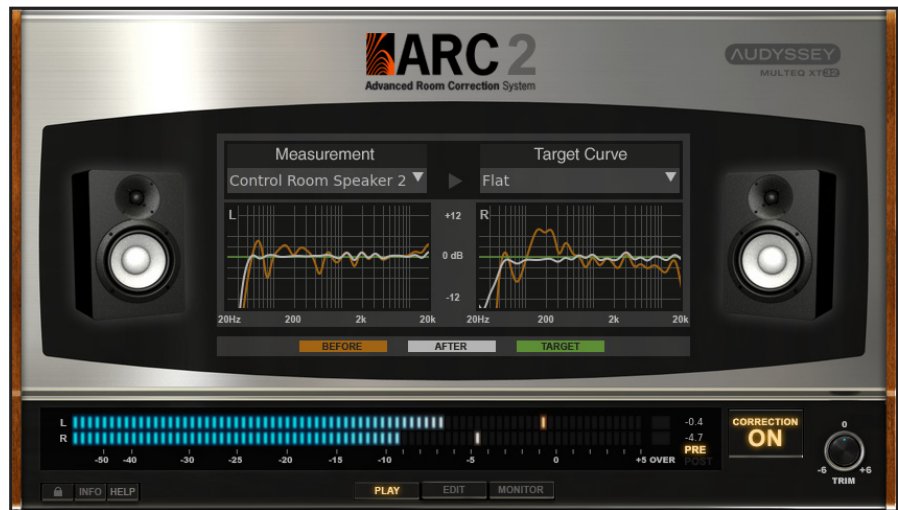 ARC 2
Advanced Room Correction System
AUDYSSEY
MULTEQ XT32
Measurement
Target Curve
Control Room Speaker 2
Flat
L
+12
R
0 dB
-12
20Hz 200 2k 20k
20Hz 200 2k 20k
BEFORE AFTER TARGET
L
-0.4
R
-4.7
PRE
POST
-50 -40 -30 -25 -20 -15 -10 -5 0 +5 OVER
CORRECTION
ON
0
-6 +6
TRIM
INFO HELP
PLAY EDIT MONITOR